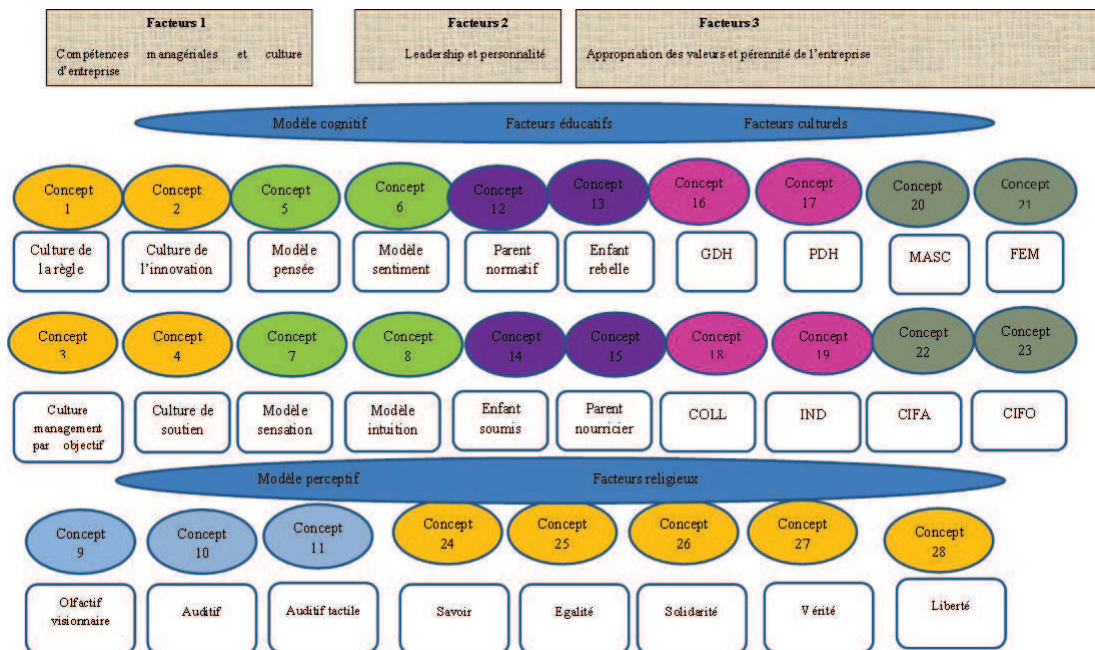 Facteurs 1
Compétences managériales et culture
d'entreprise
Facteurs 2
Leadership et personnalité
Facteurs 3
Appropriation des valeurs et pérennité de l'entreprise
Modèle cognitif
Facteurs éducatifs
Facteurs culturels
Concept
1
Concept
2
Concept
5
Concept
6
Concept
12
Concept
13
Concept
16
Concept
17
Concept
20
Concept
21
Culture de
la règle
Culture de
l'innovation
Modèle
pensée
Modèle
sentiment
Parent
normatif
Enfant
rebelle
GDH
PDH
MASC
FEM
Concept
3
Concept
4
Concept
7
Concept
8
Concept
14
Concept
15
Concept
18
Concept
19
Concept
22
Concept
23
Culture
management
par objectif
Culture de
soutien
Modèle
sensation
Modèle
intuition
Enfant
soumis
Parent
nourricier
COLL
IND
CIFA
CIFO
Modèle perceptif
Facteurs religieux
Concept
9
Concept
10
Concept
11
Concept
24
Concept
25
Concept
26
Concept
27
Concept
28
Olfactif
visionnaire
Auditif
Auditif tactile
Savoir
Egalité
Solidarité
Vérité
Liberté